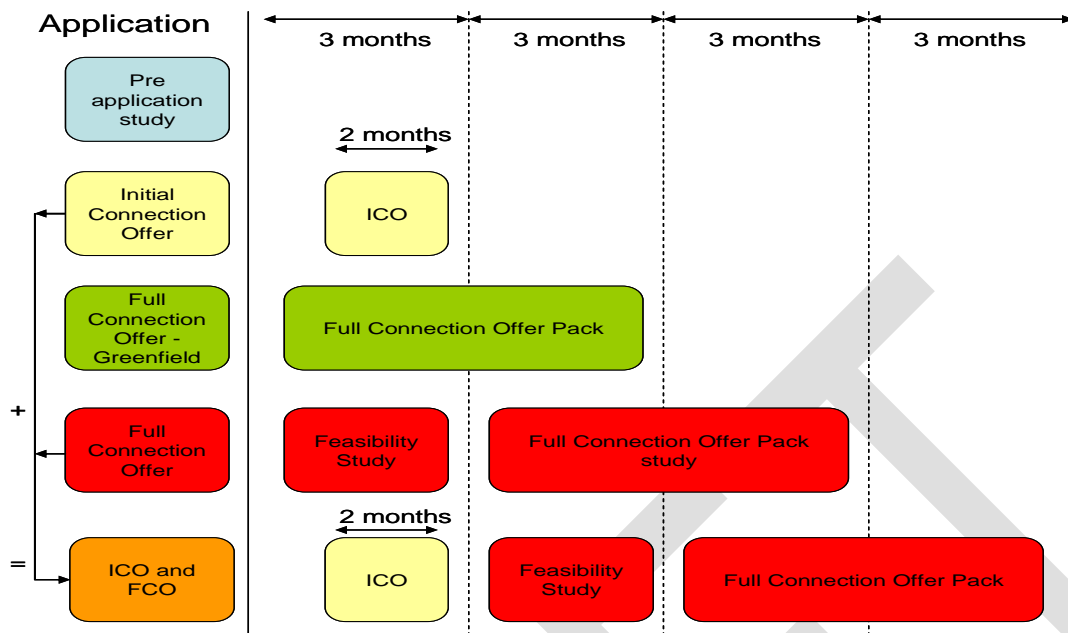 Application
3 months
3 months
3 months
3 months
Pre
application
study
2 months
Initial
Connection
Offer
ICO
Full
Connection
Offer -
Greenfield
Full Connection Offer Pack
+
Full
Connection
Offer
Feasibility
Study
Full Connection Offer Pack
study
2 months
=
ICO and
FCO
ICO
Feasibility
Study
Full Connection Offer Pack